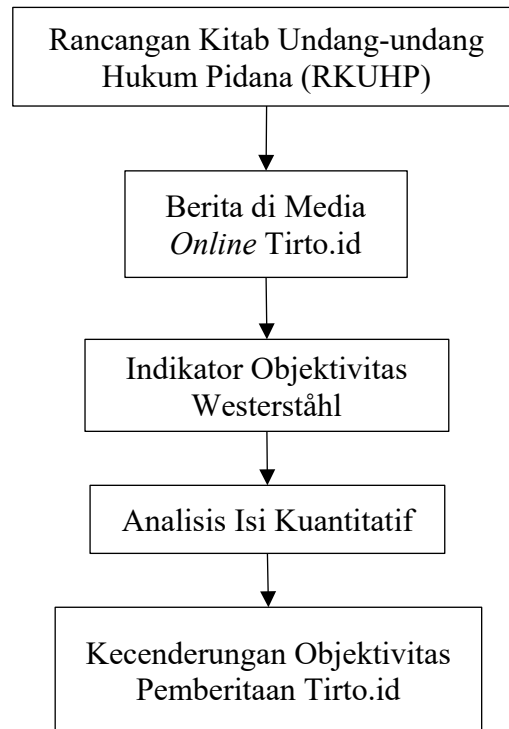 Rancangan Kitab Undang-undang
Hukum Pidana (RKUHP)
Berita di Media
Online Tirto.id
Indikator Objektivitas
Westerståhl
Analisis Isi Kuantitatif
Kecenderungan Objektivitas
Pemberitaan Tirto.id